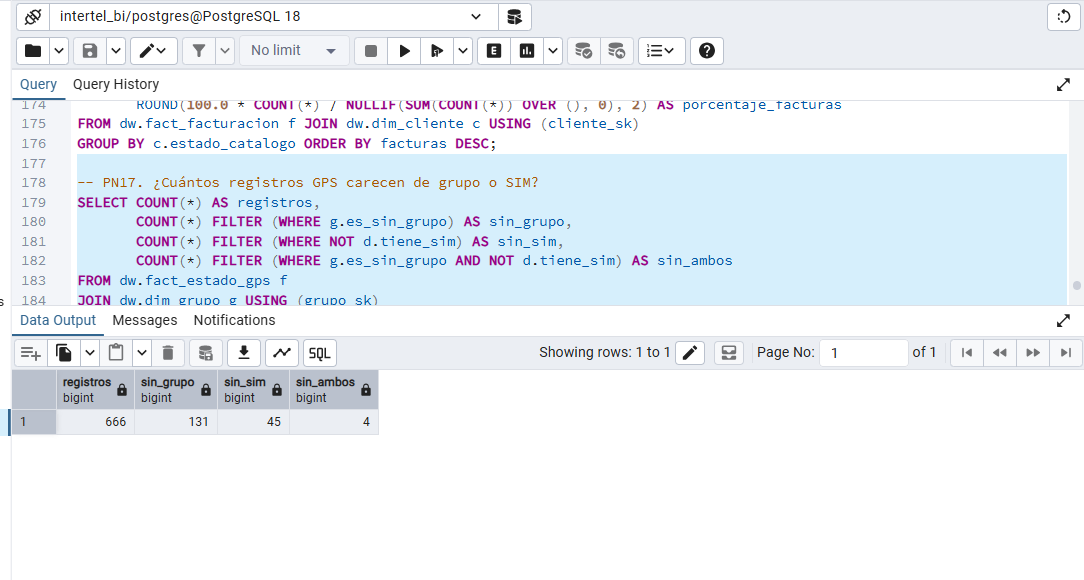 intertel_bi/postgres@PostgreSQL 18
No limit
E
Query Query History
174 ROUND(100.0 * COUNT(*) / NULLIF(SUM(COUNT(*)) OVER (), 0), 2) AS porcentaje_facturas
175 FROM dw.fact_facturacion f JOIN dw.dim_cliente c USING (cliente_sk)
176 GROUP BY c.estado_catalogo ORDER BY facturas DESC;
177
178 -- PN17. ¿Cuántos registros GPS carecen de grupo o SIM?
179 SELECT COUNT(*) AS registros,
180 COUNT(*) FILTER (WHERE g.es_sin_grupo) AS sin_grupo,
181 COUNT(*) FILTER (WHERE NOT d.tiene_sim) AS sin_sim,
182 COUNT(*) FILTER (WHERE g.es_sin_grupo AND NOT d.tiene_sim) AS sin_ambos
183 FROM dw.fact_estado_gps f
184 JOIN dw.dim_grupo g USING (grupo_sk)
s
Data Output Messages Notifications
SQL Showing rows: 1 to 1 Page No: 1 of 1
registros sin_grupo sin_sim sin_ambos
bigint bigint bigint bigint
1 666 131 45 4